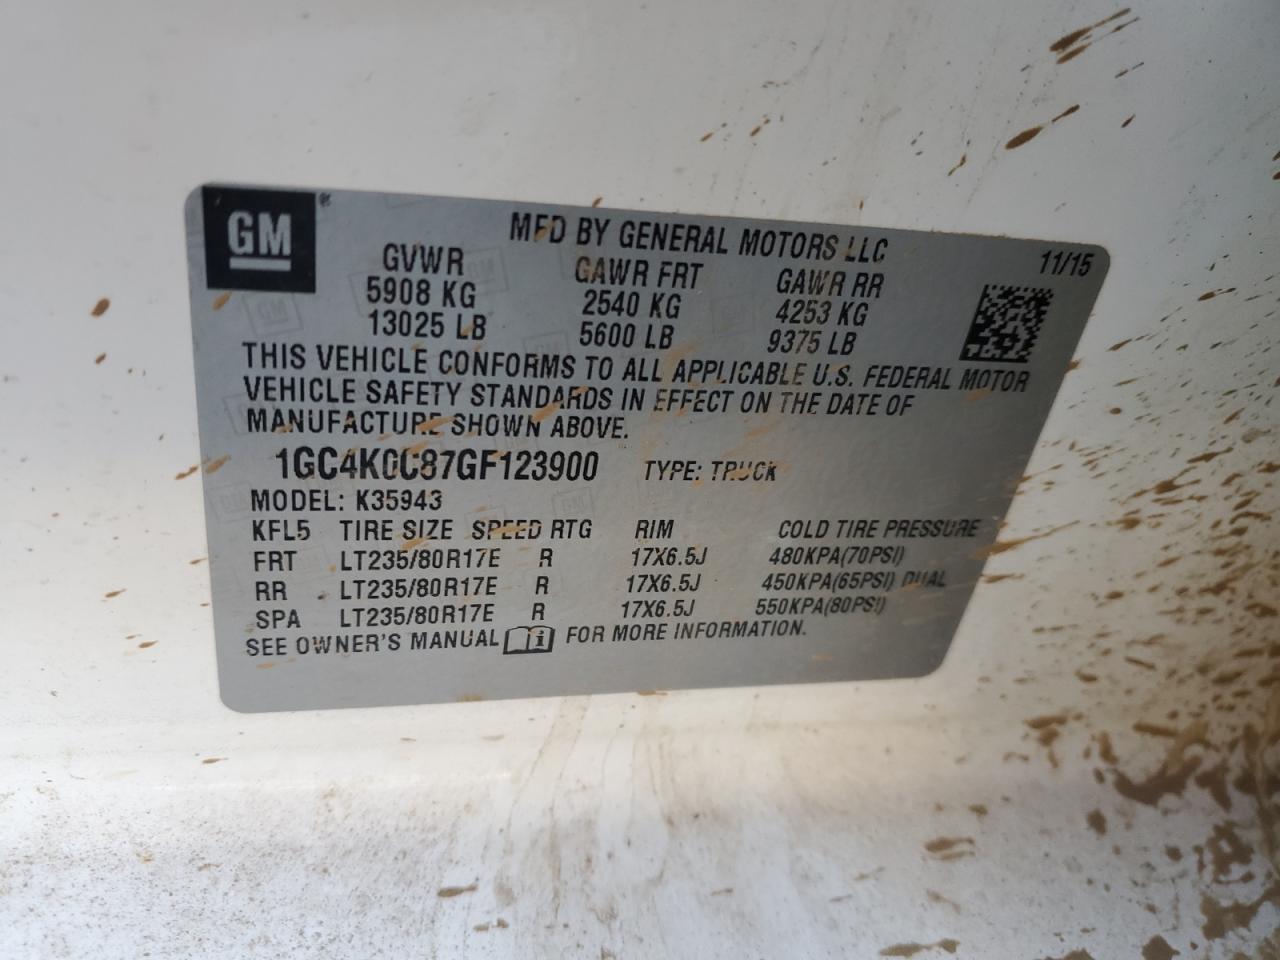 GM ®
MFD BY GENERAL MOTORS LLC
11/15
GVWR GAWR FRT GAWR RR
5908 KG 2540 KG 4253 KG
13025 LB 5600 LB 9375 LB
THIS VEHICLE CONFORMS TO ALL APPLICABLE U.S. FEDERAL MOTOR
VEHICLE SAFETY STANDARDS IN EFFECT ON THE DATE OF
MANUFACTURE SHOWN ABOVE.
1GC4K0C87GF123900 TYPE: TRUCK
MODEL: K35943
KFL5 TIRE SIZE SPEED RTG RIM COLD TIRE PRESSURE
FRT LT235/80R17E R 17X6.5J 480KPA(70PSI)
RR LT235/80R17E R 17X6.5J 450KPA(65PSI) DUAL
SPA LT235/80R17E R 17X6.5J 550KPA(80PSI)
SEE OWNER'S MANUAL i FOR MORE INFORMATION.